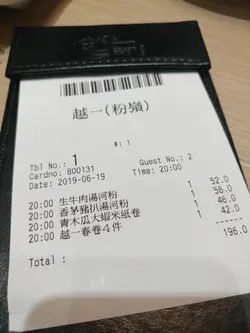 越一(粉嶺)
#: 1
Tbl No.: 1 Guest No.: 2
Cardno: 800131 Time: 20:00
Date: 2019-06-19
20:00 生牛肉湯河粉 1 52.0
20:00 香茅豬扒湯河粉 1 56.0
20:00 青木瓜大蝦米紙卷 1 46.0
20:00 越一春卷4件 1 42.0
Total : 196.0